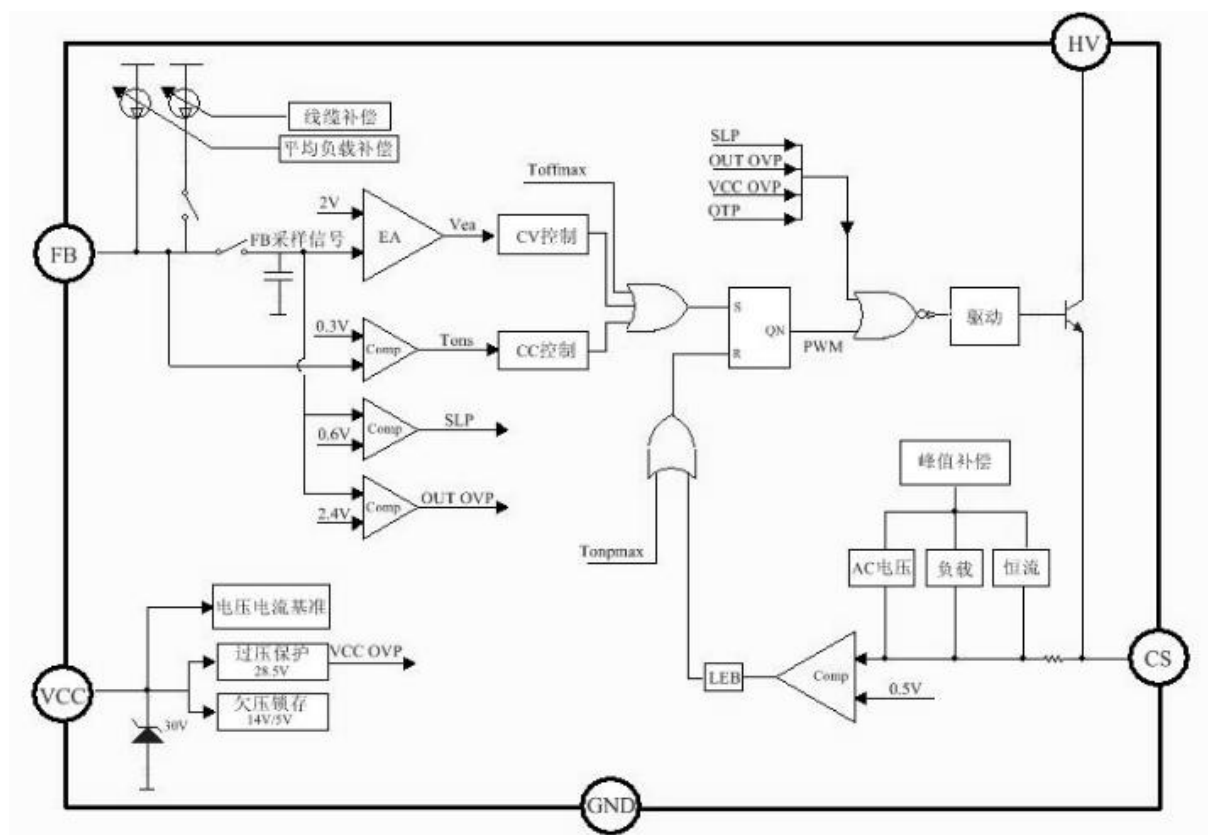 HV
线缆补偿
平均负载补偿
SLP
OUT OVP
VCC OVP
OTP
Toffmax
2V
EA
Vea
CV控制
FB
FB采样信号
0.3V
Comp
Tons
CC控制
S
QN
R
PWM
驱动
0.6V
Comp
SLP
2.4V
Comp
OUT OVP
峰值补偿
Tonpmax
AC电压
负载
恒流
电压电流基准
过压保护
28.5V
VCC OVP
VCC
欠压锁存
14V/5V
30V
LEB
Comp
0.5V
CS
GND